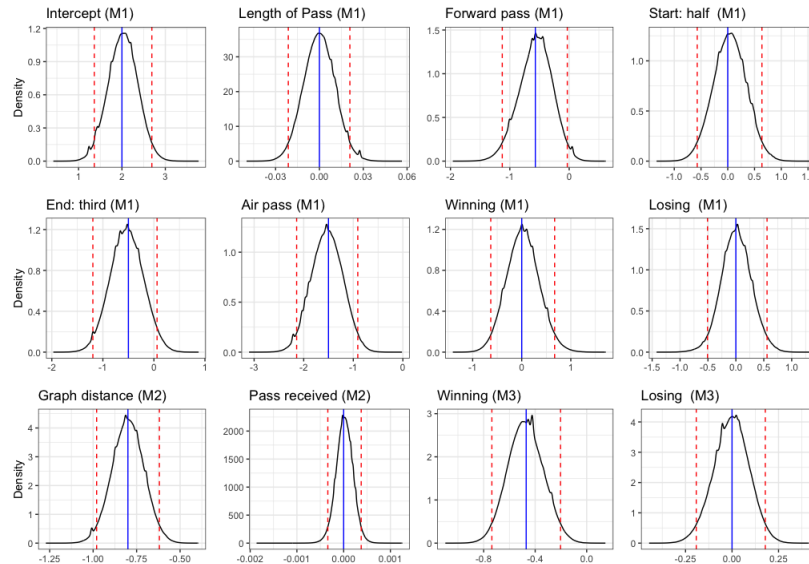 Intercept (M1) Length of Pass (M1) Forward pass (M1) Start: half  (M1)
Density
1.2 0.9 0.6 0.3 0.0
1 2 3
30 20 10 0
-0.03 0.00 0.03 0.06
1.5 1.0 0.5 0.0
-2 -1 0
1.0 0.5 0.0
-1.0 -0.5 0.0 0.5 1.0
End: third (M1) Air pass (M1) Winning (M1) Losing  (M1)
Density
1.2 0.8 0.4 0.0
-2 -1 0 1
1.0 0.5 0.0
-3 -2 -1 0
1.2 0.8 0.4 0.0
-1 0 1
1.5 1.0 0.5 0.0
-1.5 -1.0 -0.5 0.0 0.5 1.0
Graph distance (M2) Pass received (M2) Winning (M3) Losing  (M3)
Density
4 3 2 1 0
-1.25 -1.00 -0.75 -0.50
2000 1500 1000 500 0
-0.002 -0.001 0.000 0.001
3 2 1 0
-0.8 -0.4 0.0
4 3 2 1 0
-0.25 0.00 0.25